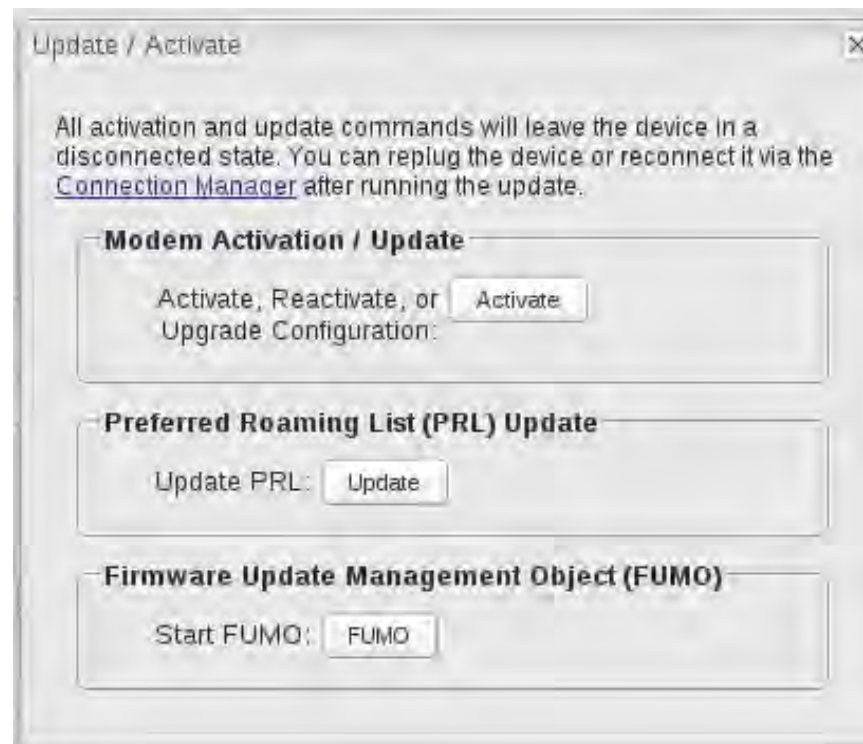 Update / Activate
All activation and update commands will leave the device in a
disconnected state. You can replug the device or reconnect it via the
Connection Manager after running the update.
Modem Activation / Update
Activate, Reactivate, or
Upgrade Configuration:
Activate
Preferred Roaming List (PRL) Update
Update PRL: Update
Firmware Update Management Object (FUMO)
Start FUMO: FUMO